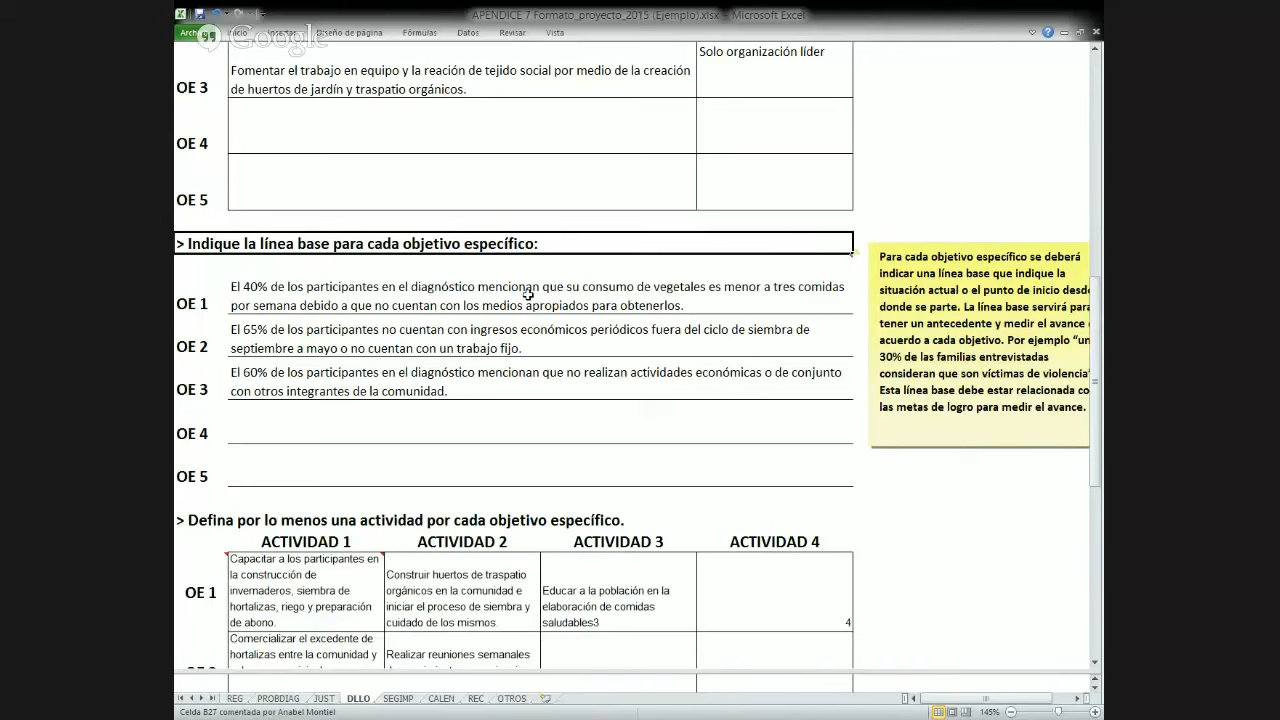 APENDICE 7 Formato_proyecto_2015 (Ejemplo).xlsx - Microsoft Excel
Google
Inicio Insertar Diseño de página Fórmulas Datos Revisar Vista
Solo organización líder
Fomentar el trabajo en equipo y la reación de tejido social por medio de la creación
OE 3
de huertos de jardín y traspatio orgánicos.
OE 4
OE 5
> Indique la línea base para cada objetivo específico:
El 40% de los participantes en el diagnóstico mencionan que su consumo de vegetales es menor a tres comidas
OE 1
por semana debido a que no cuentan con los medios apropiados para obtenerlos.
El 65% de los participantes no cuentan con ingresos económicos periódicos fuera del ciclo de siembra de
OE 2
septiembre a mayo o no cuentan con un trabajo fijo.
El 60% de los participantes en el diagnóstico mencionan que no realizan actividades económicas o de conjunto
OE 3
con otros integrantes de la comunidad.
OE 4
OE 5
Para cada objetivo específico se deberá
indicar una línea base que indique la
situación actual o el punto de inicio desde
donde se parte. La línea base servirá para
tener un antecedente y medir el avance
acuerdo a cada objetivo. Por ejemplo "un
30% de las familias entrevistadas
consideran que son víctimas de violencia"
Esta línea base debe estar relacionada co
las metas de logro para medir el avance.
> Defina por lo menos una actividad por cada objetivo específico.
ACTIVIDAD 1 ACTIVIDAD 2 ACTIVIDAD 3 ACTIVIDAD 4
OE 1
Capacitar a los participantes en
la construcción de
invernaderos, siembra de
hortalizas, riego y preparación
de abono.
Construir huertos de traspatio
orgánicos en la comunidad e
iniciar el proceso de siembra y
cuidado de los mismos.
Educar a la población en la
elaboración de comidas
saludables3
4
Comercializar el excedente de
hortalizas entre la comunidad y
Realizar reuniones semanales
REG PROBDIAG JUST DLLO SEGIMP CALEN REC OTROS
Celda B27 comentada por Anabel Montiel
145%